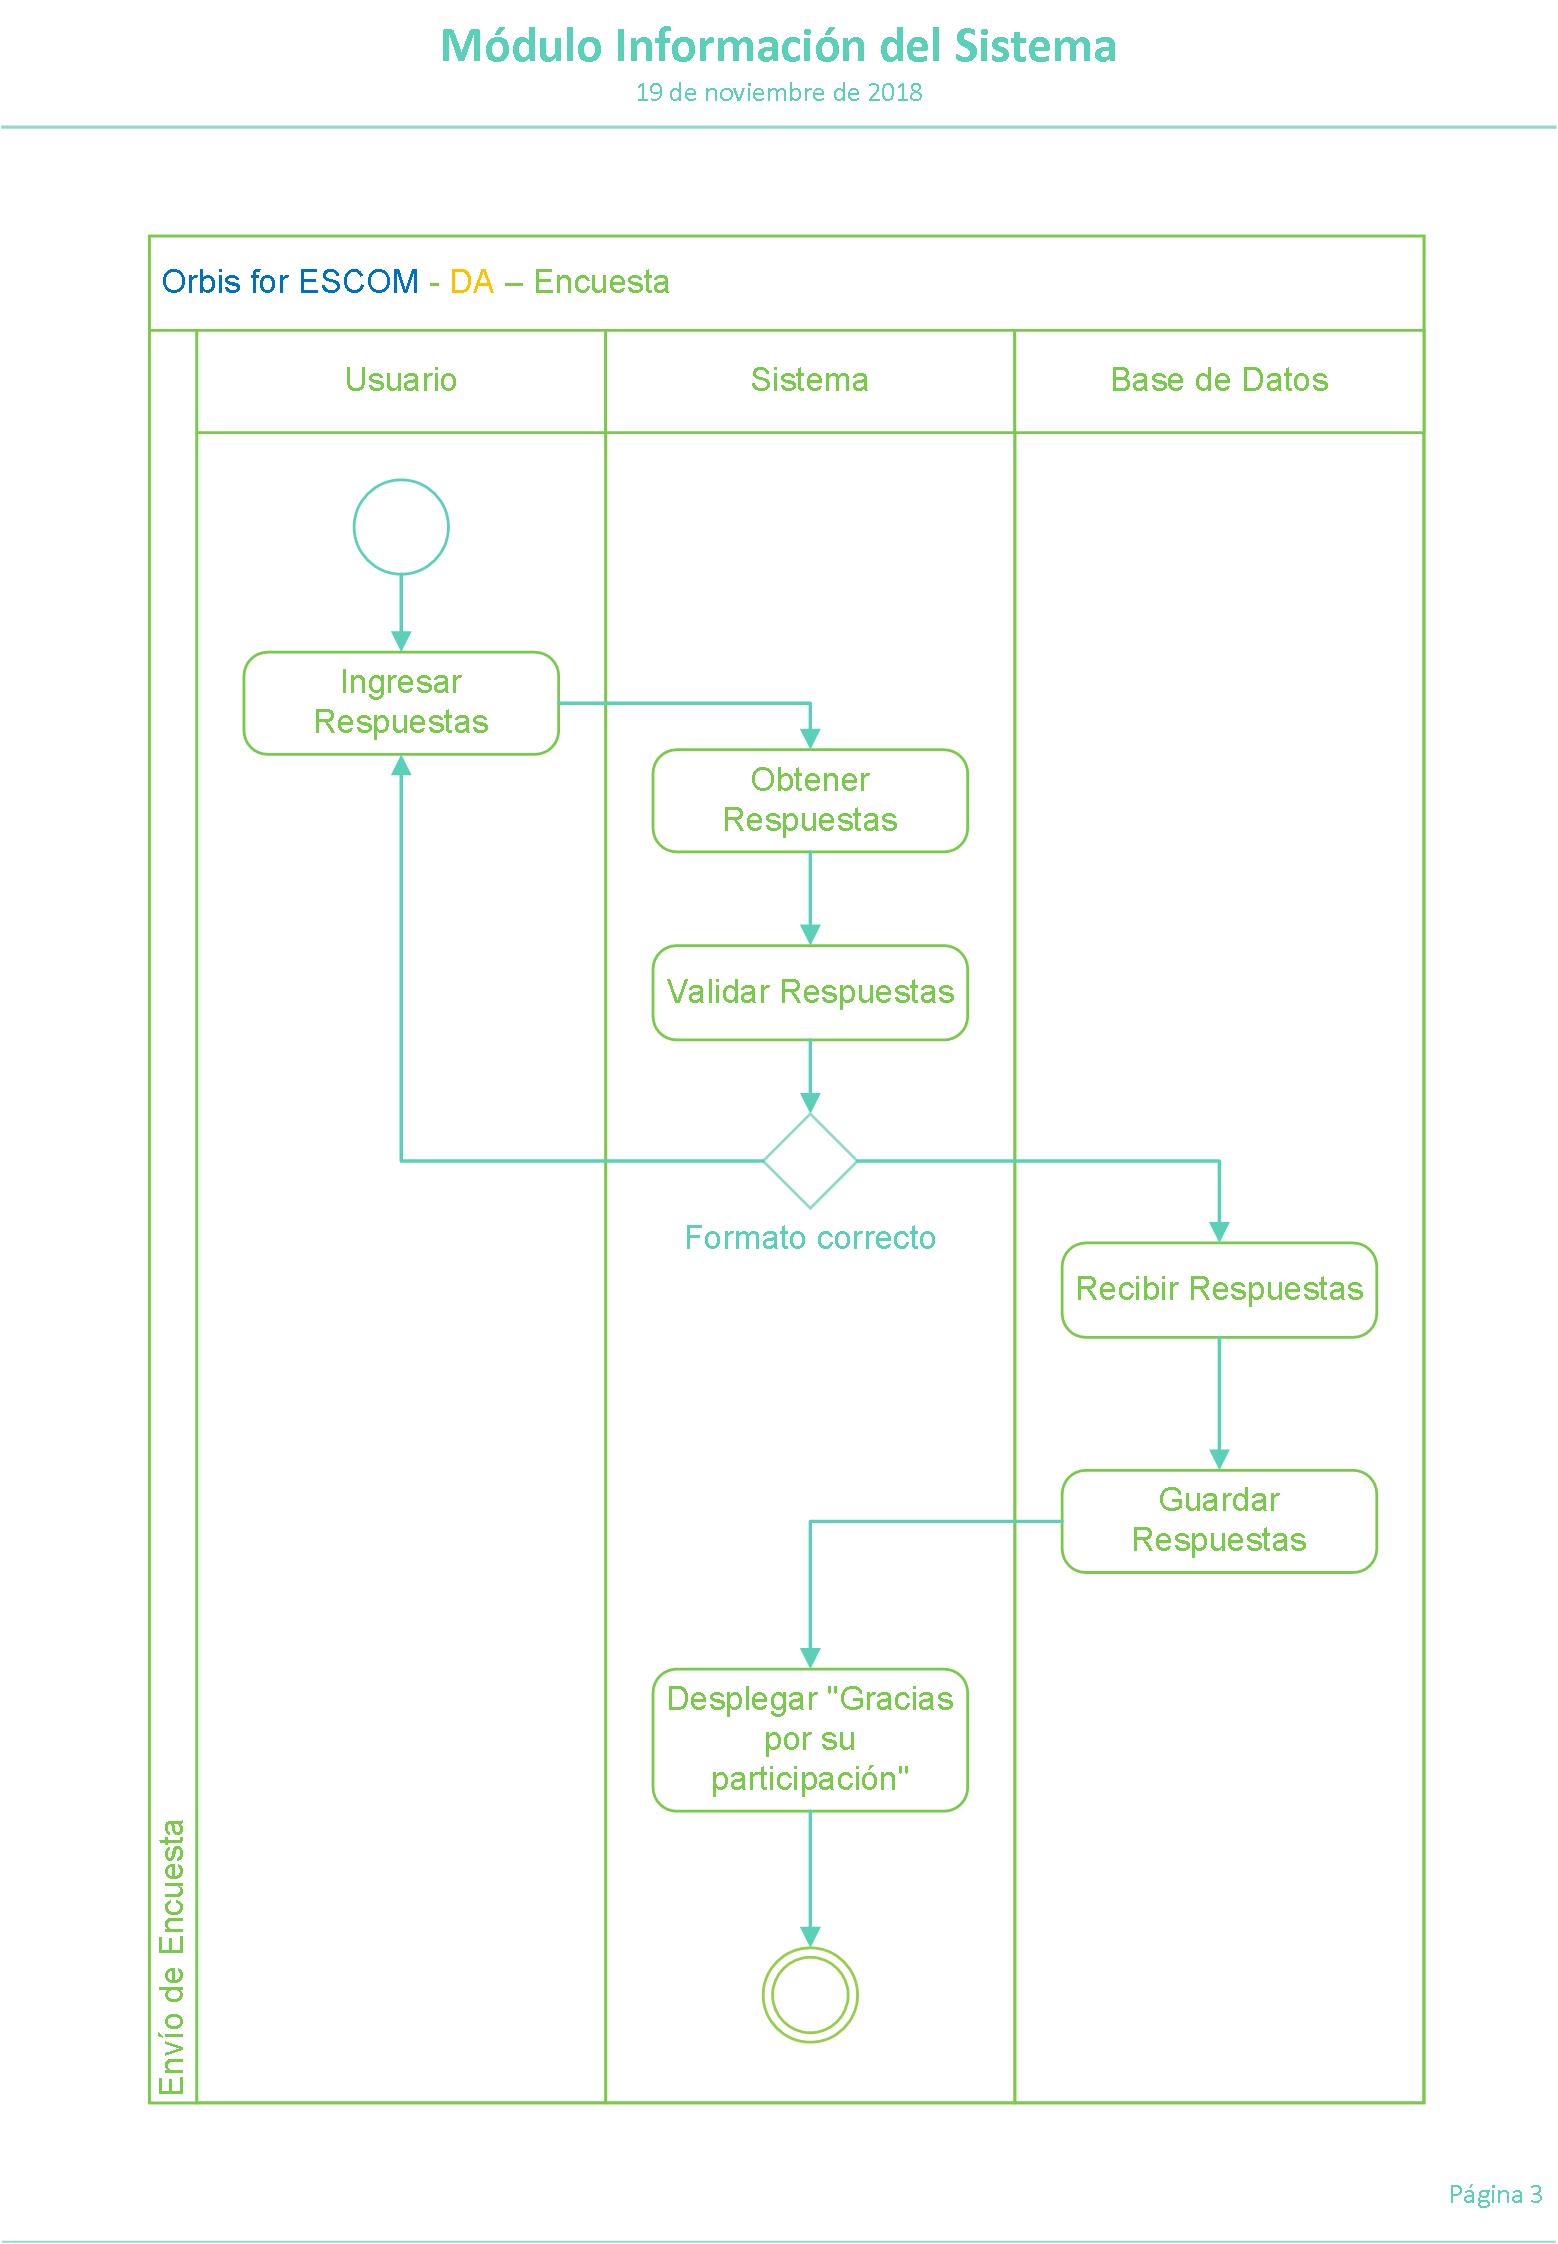 Módulo Información del Sistema
19 de noviembre de 2018
Orbis for ESCOM - DA – Encuesta
Usuario
Sistema
Base de Datos
Ingresar
Respuestas
Obtener
Respuestas
Validar Respuestas
Formato correcto
Recibir Respuestas
Guardar
Respuestas
Desplegar "Gracias
por su
participación"
Envío de Encuesta
Página 3